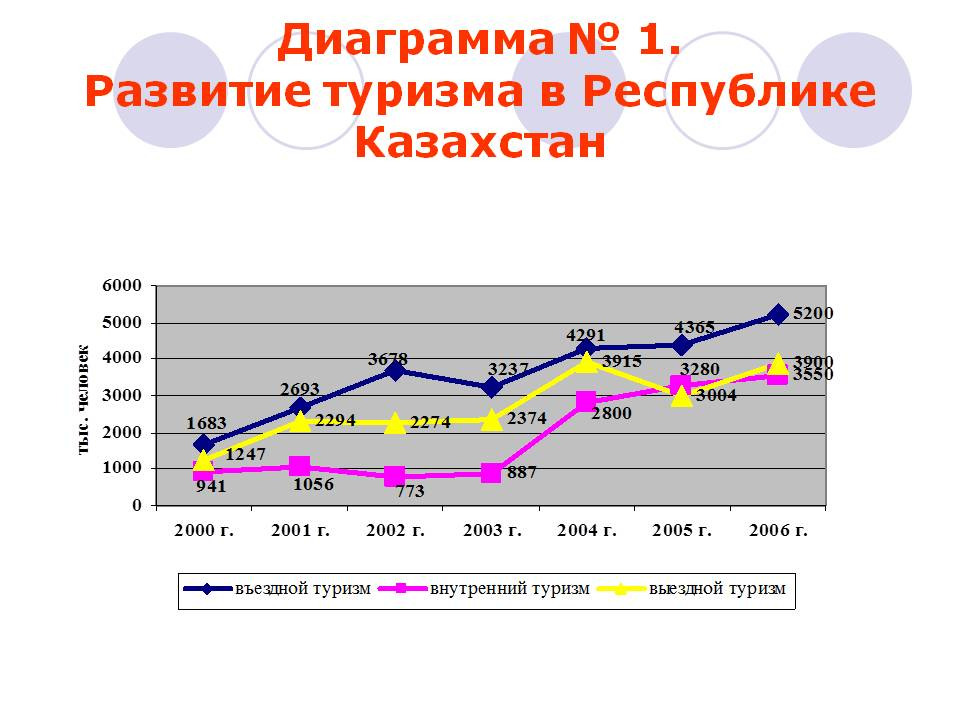 Диаграмма № 1.
Развитие туризма в Республике
Казахстан
6000
5000
4000
3000
2000
1000
0
тыс. человек
1683
2693
3678
3237
4291
4365
5200
1247
2294
2274
2374
3915
3004
3900
941
1056
773
887
2800
3280
3550
2000 г.
2001 г.
2002 г.
2003 г.
2004 г.
2005 г.
2006 г.
въездной туризм
внутренний туризм
выездной туризм